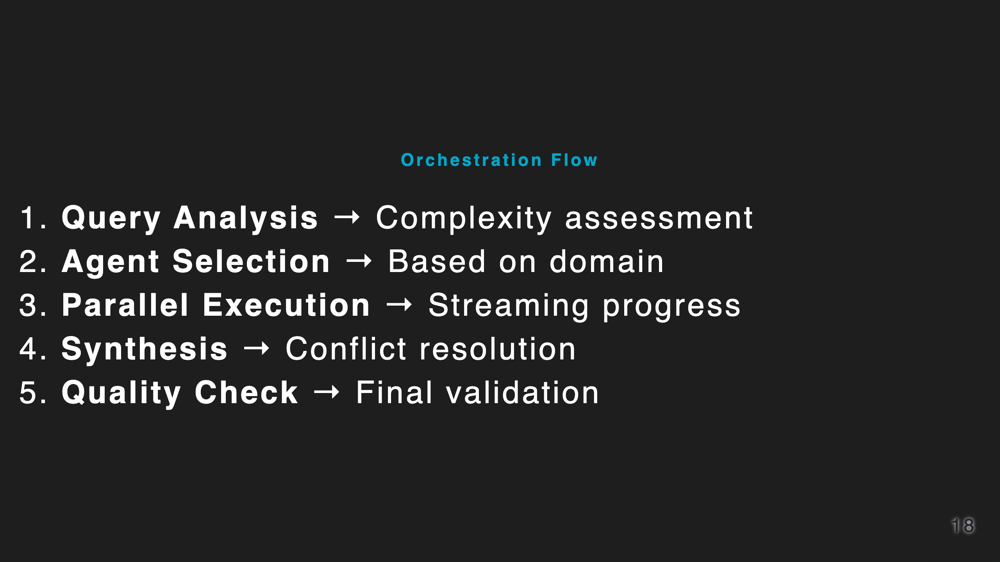 Orchestration Flow
1. Query Analysis → Complexity assessment
2. Agent Selection → Based on domain
3. Parallel Execution → Streaming progress
4. Synthesis → Conflict resolution
5. Quality Check → Final validation
18